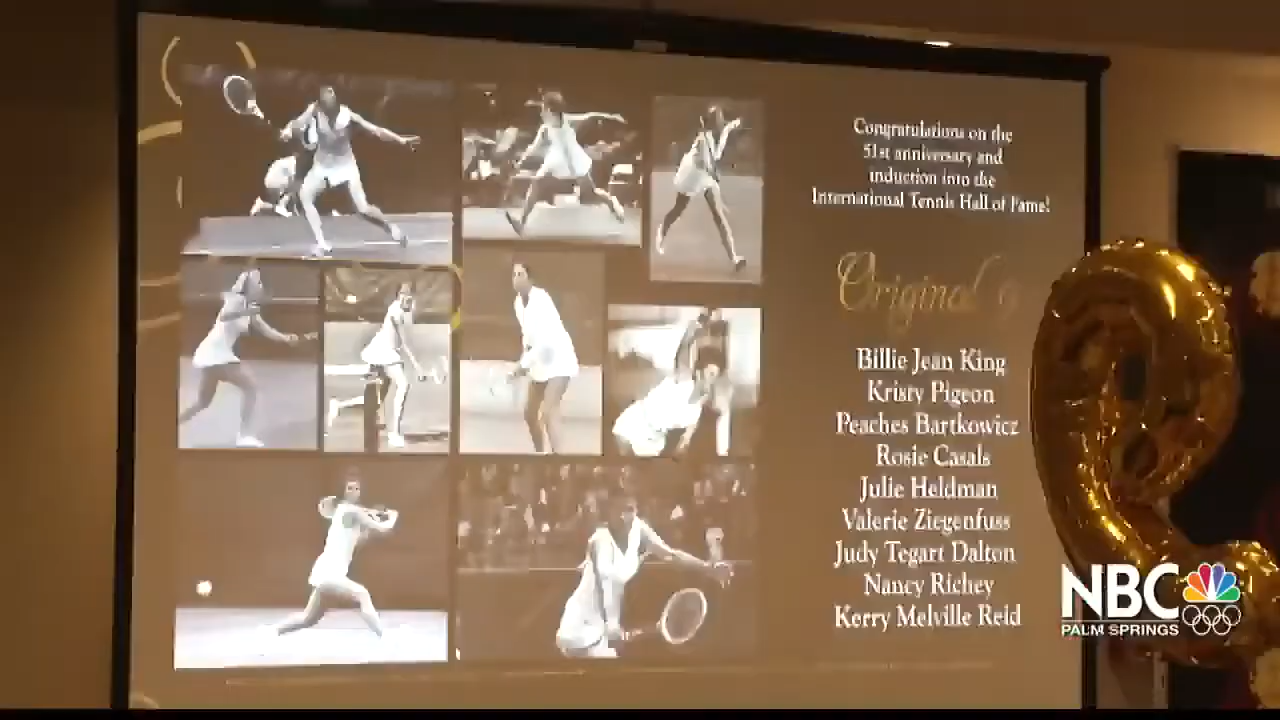 Congratulations on the
51st anniversary and
induction into the
International Tennis Hall of Fame!
Original 9
Billie Jean King
Kristy Pigeon
Peaches Bartkowicz
Rosie Casals
Julie Heldman
Valerie Ziegenfuss
Judy Tegart Dalton
Nancy Richey
Kerry Melville Reid
9
NBC
PALM SPRINGS